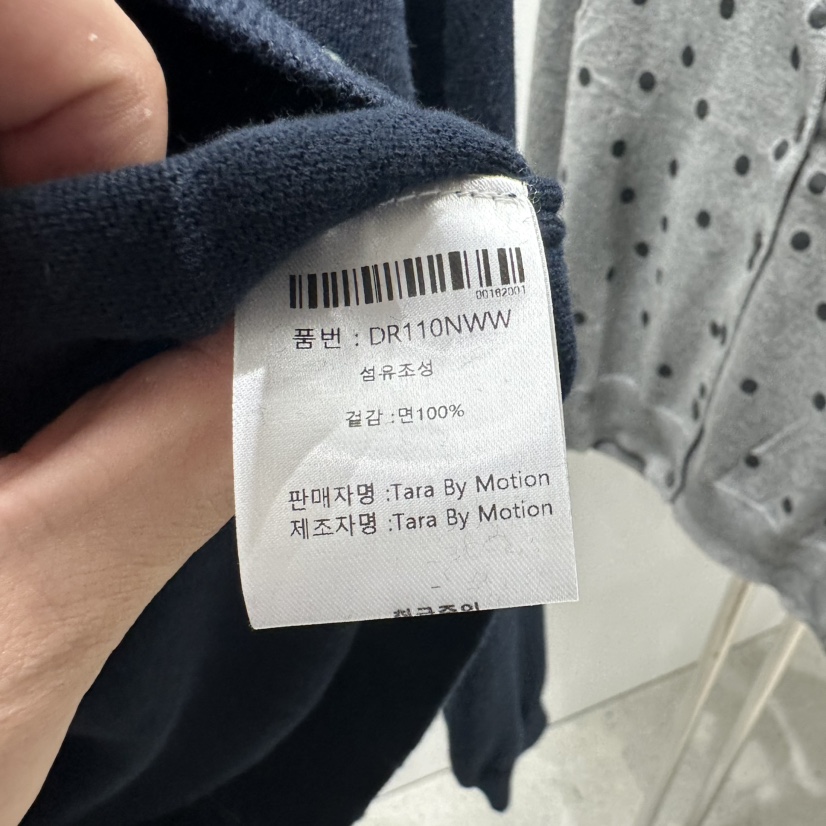 00182001
품번 : DR110NWW
섬유조성
겉감 :면100%
판매자명 :Tara By Motion
제조자명 :Tara By Motion